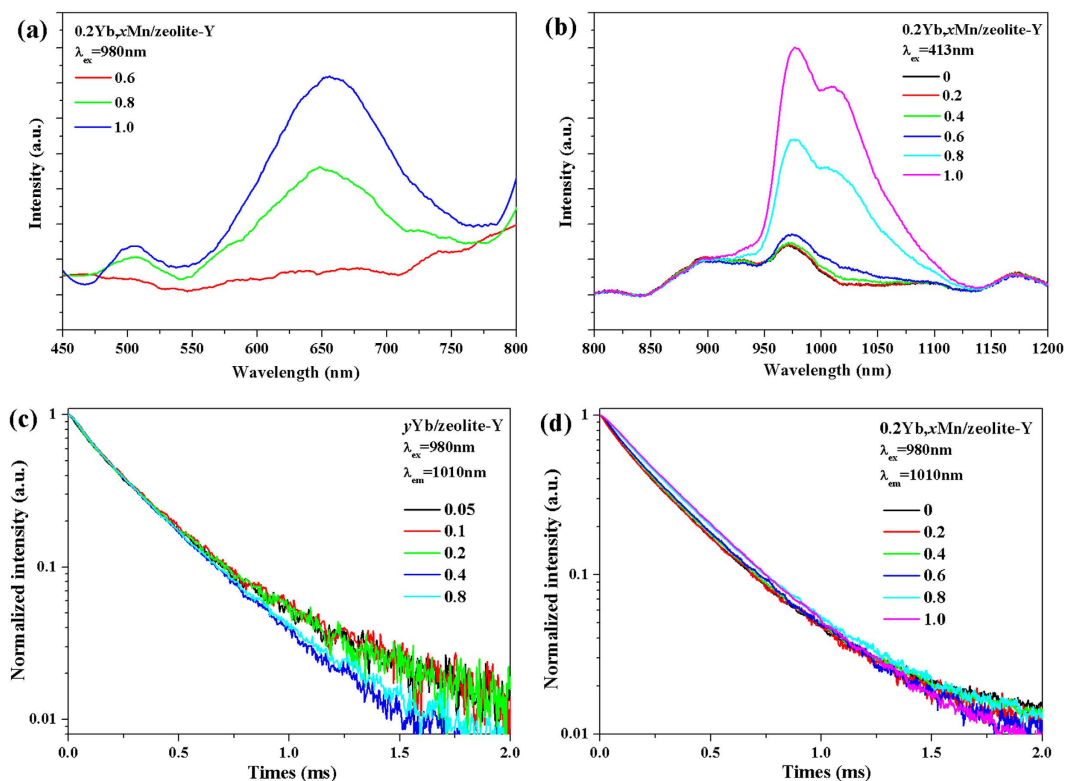 (a)
0.2Yb,xMn/zeolite-Y
λex=980nm
0.6
0.8
1.0
Intensity (a.u.)
450 500 550 600 650 700 750 800
Wavelength (nm)
(b)
0.2Yb,xMn/zeolite-Y
λex=413nm
0
0.2
0.4
0.6
0.8
1.0
Intensity (a.u.)
800 850 900 950 1000 1050 1100 1150 1200
Wavelength (nm)
(c)
yYb/zeolite-Y
λex=980nm
λem=1010nm
0.05
0.1
0.2
0.4
0.8
Normalized intensity (a.u.)
1
0.1
0.01
0.0 0.5 1.0 1.5 2.0
Times (ms)
(d)
0.2Yb,xMn/zeolite-Y
λex=980nm
λem=1010nm
0
0.2
0.4
0.6
0.8
1.0
Normalized intensity (a.u.)
1
0.1
0.01
0.0 0.5 1.0 1.5 2.0
Times (ms)